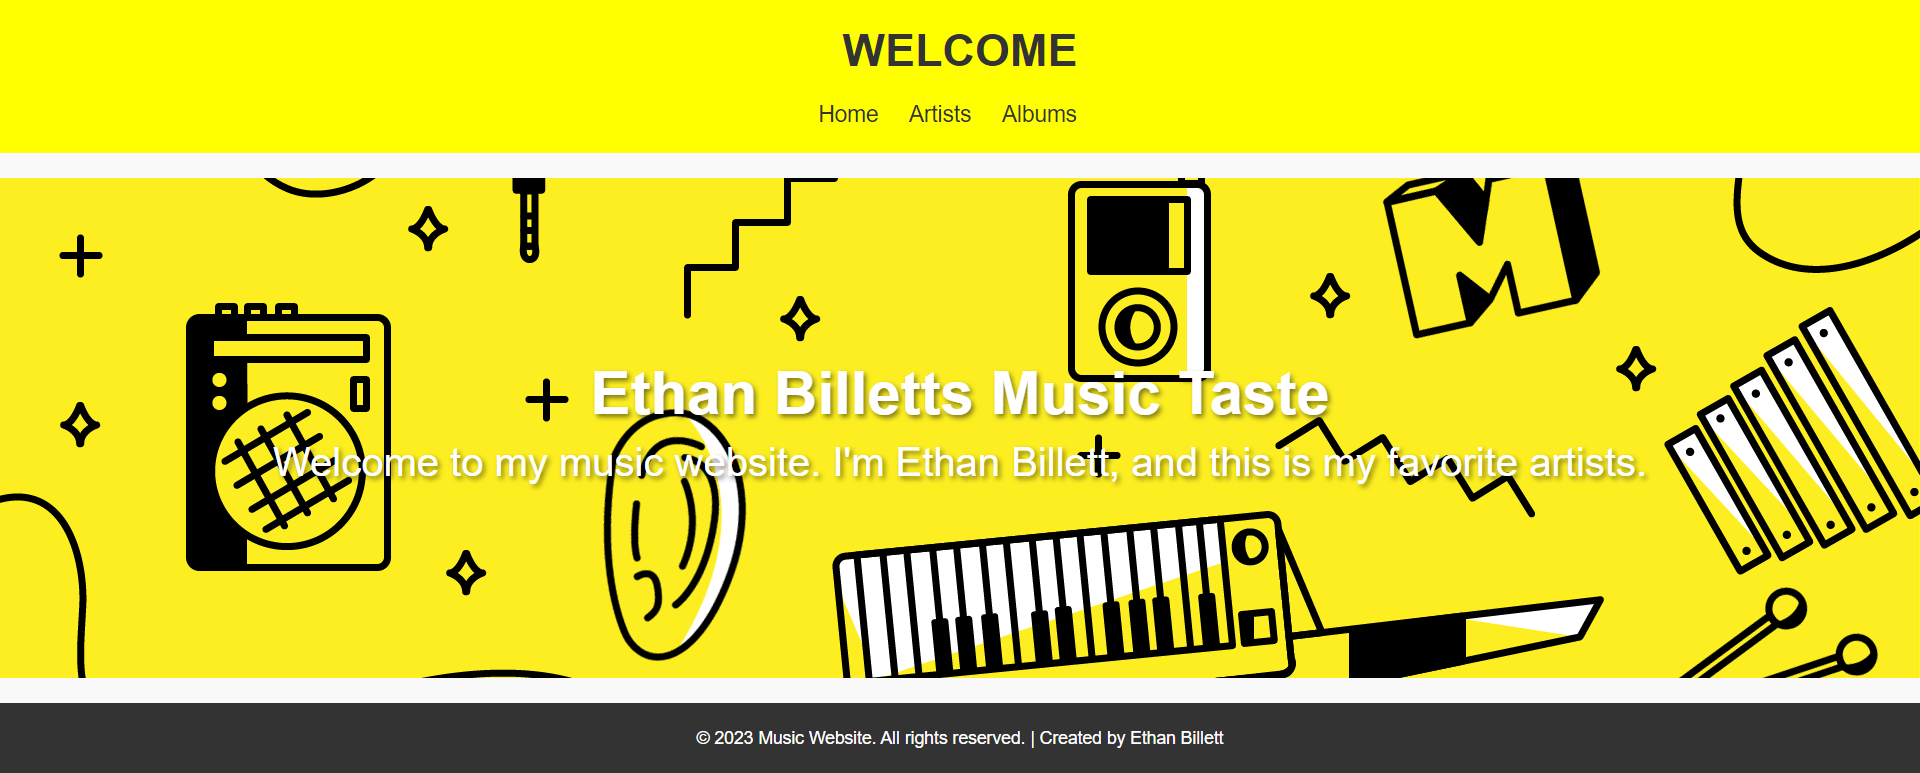 WELCOME
Home Artists Albums
M
Ethan Billetts Music Taste
Welcome to my music website. I'm Ethan Billett, and this is my favorite artists.
© 2023 Music Website. All rights reserved. | Created by Ethan Billett